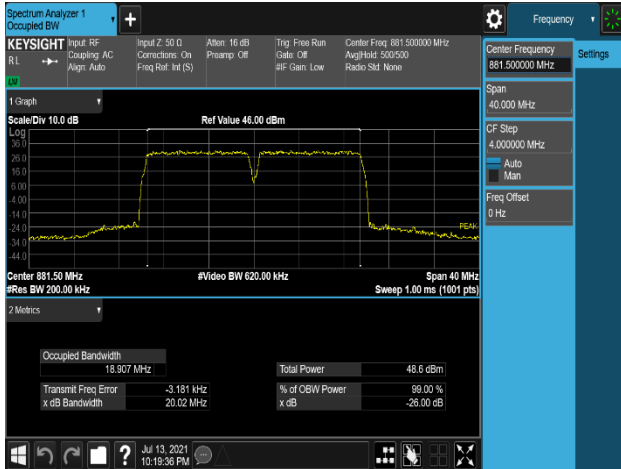 Spectrum Analyzer 1
Occupied BW
Frequency
KEYSIGHT
R L
Input: RF
Coupling: AC
Align: Auto
Input Z: 50 Ω
Corrections: On
Freq Ref: Int (S)
Atten: 16 dB
Preamp: Off
Trig: Free Run
Gate: Off
#IF Gain: Low
Center Freq: 881.500000 MHz
Avg|Hold: 500/500
Radio Std: None
LW
Center Frequency
881.500000 MHz
Settings
Span
40.000 MHz
CF Step
4.000000 MHz
Auto
Man
Freq Offset
0 Hz
1 Graph
Scale/Div 10.0 dB
Ref Value 46.00 dBm
Log
36.0
26.0
16.0
6.00
-4.00
-14.0
-24.0
-34.0
-44.0
PEAK
Center 881.50 MHz
#Video BW 620.00 kHz
Span 40 MHz
#Res BW 200.00 kHz
Sweep 1.00 ms (1001 pts)
2 Metrics
Occupied Bandwidth
18.907 MHz
Total Power 48.6 dBm
Transmit Freq Error -3.181 kHz
% of OBW Power 99.00 %
x dB Bandwidth 20.02 MHz
x dB -26.00 dB
?
Jul 13, 2021
10:19:36 PM